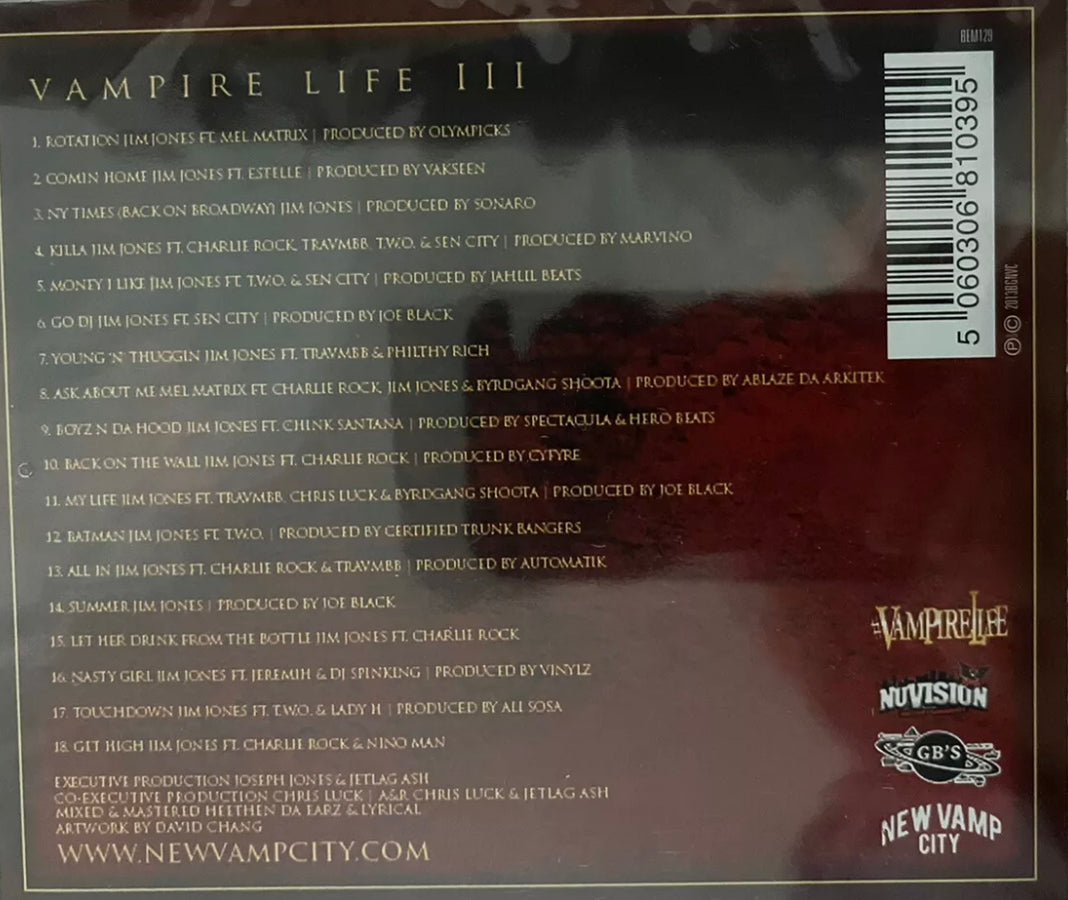 BEM129
VAMPIRE LIFE III
1. ROTATION JIM JONES FT. MEL MATRIX | PRODUCED BY OLYMPICKS
2. COMIN HOME JIM JONES FT. ESTELLE | PRODUCED BY VAKSEEN
3. NY TIMES (BACK ON BROADWAY) JIM JONES | PRODUCED BY SONARO
4. KILLA JIM JONES FT. CHARLIE ROCK, TRAVMBB, T.W.O. & SEN CITY | PRODUCED BY MARVINO
5. MONEY I LIKE JIM JONES FT. T.W.O. & SEN CITY | PRODUCED BY JAHLIL BEATS
6. GO DJ JIM JONES FT. SEN CITY | PRODUCED BY JOE BLACK
7. YOUNG 'N' THUGGIN JIM JONES FT. TRAVMBB & PHILTHY RICH
8. ASK ABOUT ME MEL MATRIX FT. CHARLIE ROCK, JIM JONES & BYRDGANG SHOOTA | PRODUCED BY ABLAZE DA ARKITEK
9. BOYZ N DA HOOD JIM JONES FT. CHINK SANTANA | PRODUCED BY SPECTACULA & HERO BEATS
10. BACK ON THE WALL JIM JONES FT. CHARLIE ROCK | PRODUCED BY CYFYRE
11. MY LIFE JIM JONES FT. TRAVMBB, CHRIS LUCK & BYRDGANG SHOOTA | PRODUCED BY JOE BLACK
12. BATMAN JIM JONES FT. T.W.O. | PRODUCED BY CERTIFIED TRUNK BANGERS
13. ALL IN JIM JONES FT. CHARLIE ROCK & TRAVMBB | PRODUCED BY AUTOMATIK
14. SUMMER JIM JONES | PRODUCED BY JOE BLACK
15. LET HER DRINK FROM THE BOTTLE JIM JONES FT. CHARLIE ROCK
16. NASTY GIRL JIM JONES FT. JEREMIH & DJ SPINKING | PRODUCED BY VINYLZ
17. TOUCHDOWN JIM JONES FT. T.W.O. & LADY H | PRODUCED BY ALI SOSA
18. GET HIGH JIM JONES FT. CHARLIE ROCK & NINO MAN
EXECUTIVE PRODUCTION JOSEPH JONES & JETLAG ASH
CO-EXECUTIVE PRODUCTION CHRIS LUCK | A&R CHRIS LUCK & JETLAG ASH
MIXED & MASTERED HEETHEN DA EARZ & LYRICAL
ARTWORK BY DAVID CHANG
WWW.NEWVAMPCITY.COM
5 060306 810395
Ⓟ © 2013 BGNVC
#VAMPIRELIFE
NUVISION
GB'S
NEW VAMP
CITY